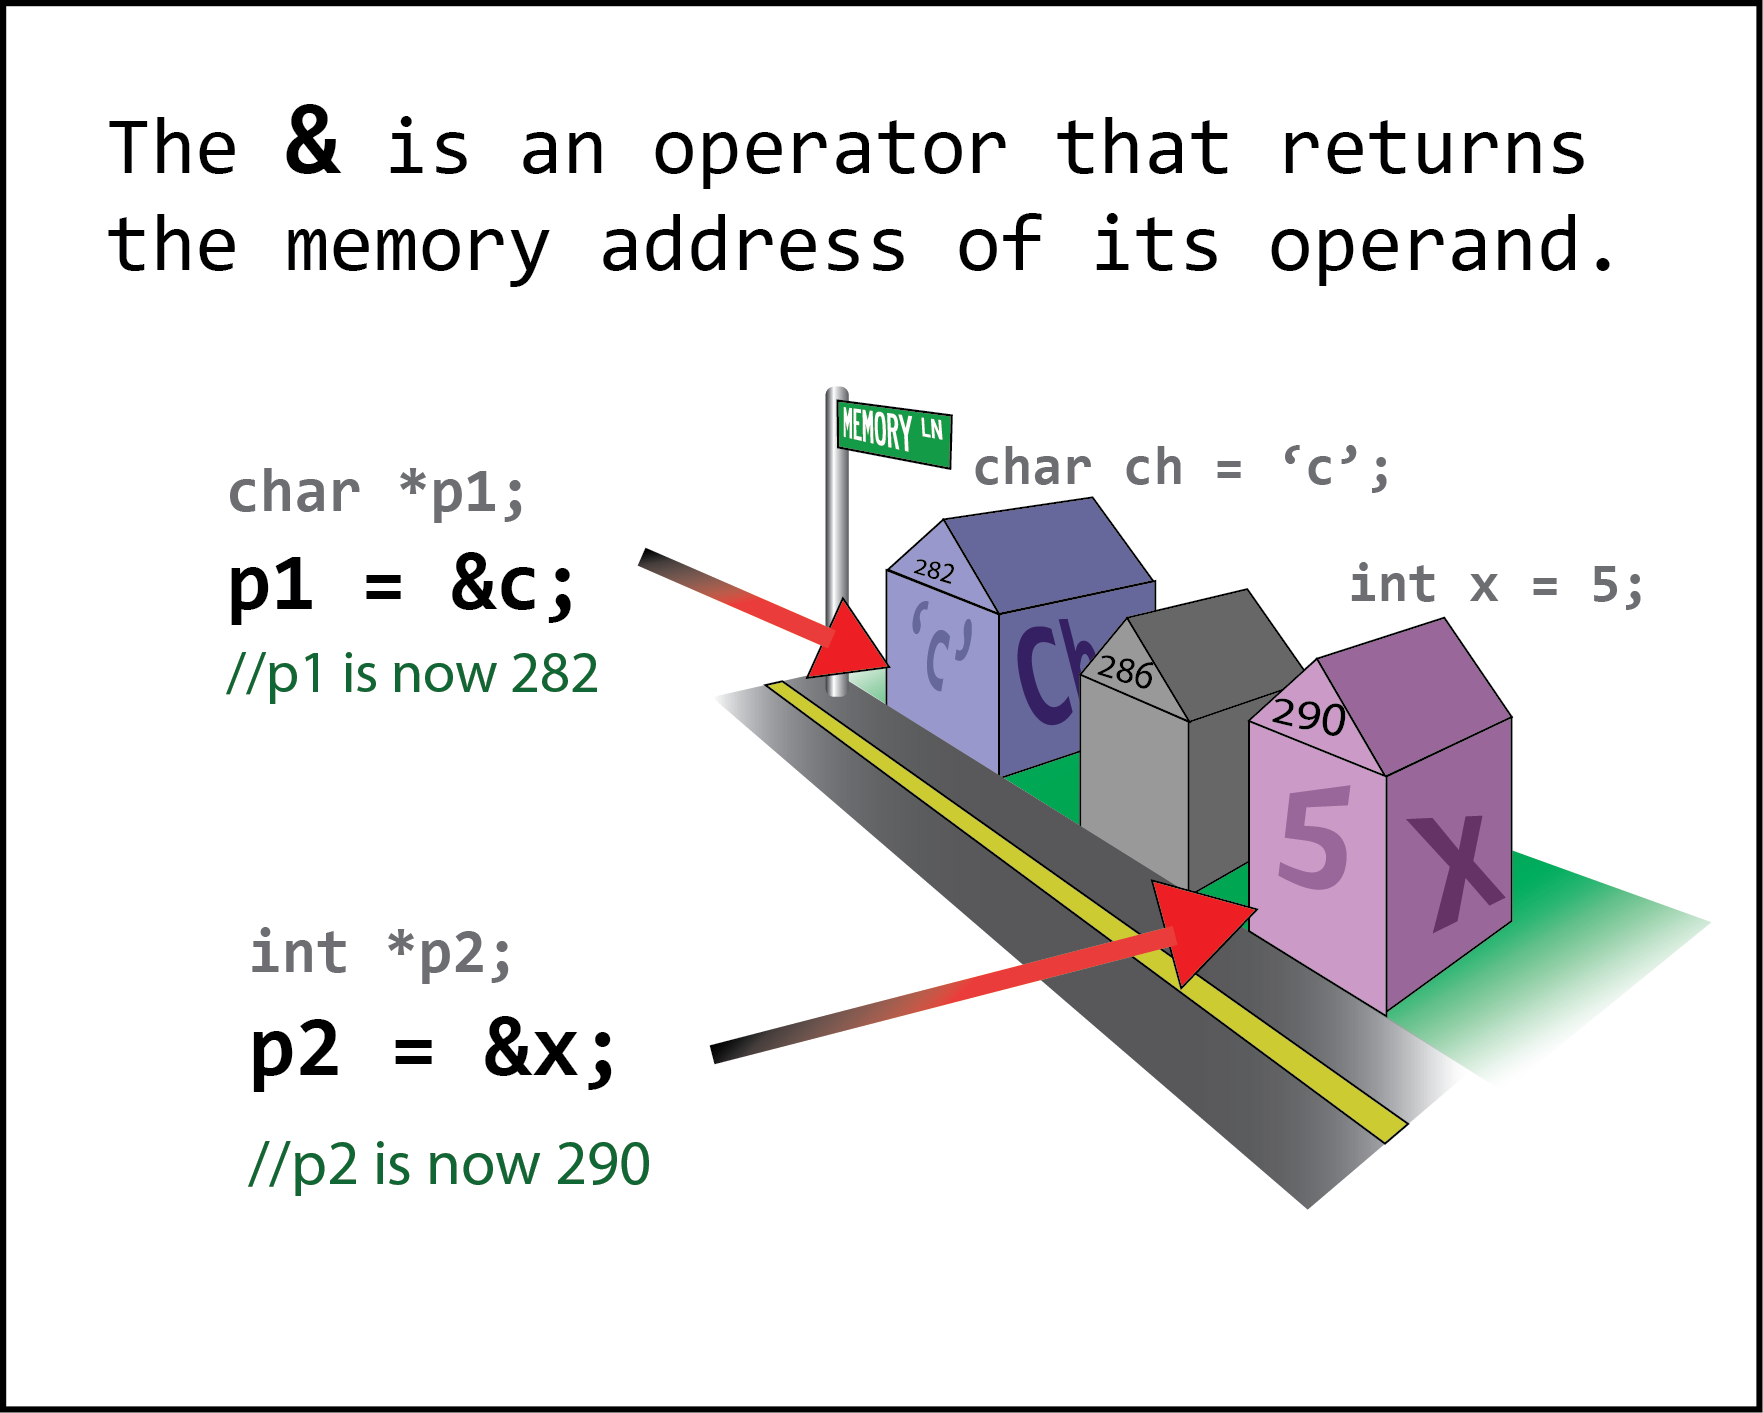 The & is an operator that returns
the memory address of its operand.
MEMORY LN
char ch = ‘c’;
char *p1;
p1 = &c;
//p1 is now 282
int x = 5;
282
‘c’
Ch
286
290
5
X
int *p2;
p2 = &x;
//p2 is now 290